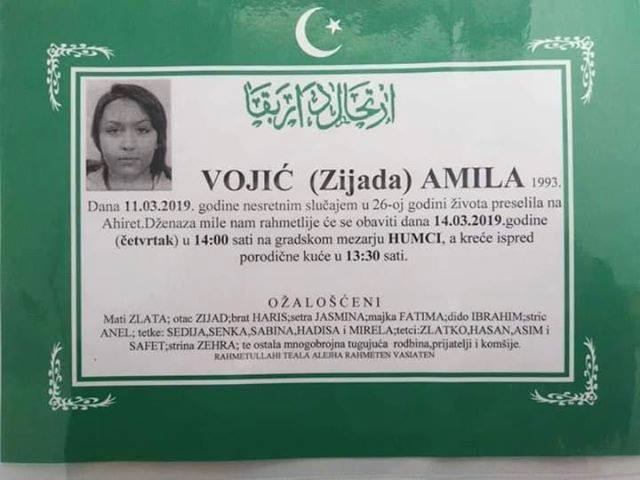 ارتحال دار بقا
VOJIĆ (Zijada) AMILA 1993.
Dana 11.03.2019. godine nesretnim slučajem u 26-oj godini života preselila na
Ahiret.Dženaza mile nam rahmetlije će se obaviti dana 14.03.2019.godine
(četvrtak) u 14:00 sati na gradskom mezarju HUMCI, a kreće ispred
porodične kuće u 13:30 sati.
OŽALOŠĆENI
Mati ZLATA; otac ZIJAD;brat HARIS;setra JASMINA;majka FATIMA;dido IBRAHIM;stric
ANEL; tetke: SEDIJA,SENKA,SABINA,HADISA i MIRELA;tetci:ZLATKO,HASAN,ASIM i
SAFET;strina ZEHRA; te ostala mnogobrojna tugujuća rodbina,prijatelji i komšije.
RAHMETULLAHI TEALA ALEJHA RAHMETEN VASIATEN